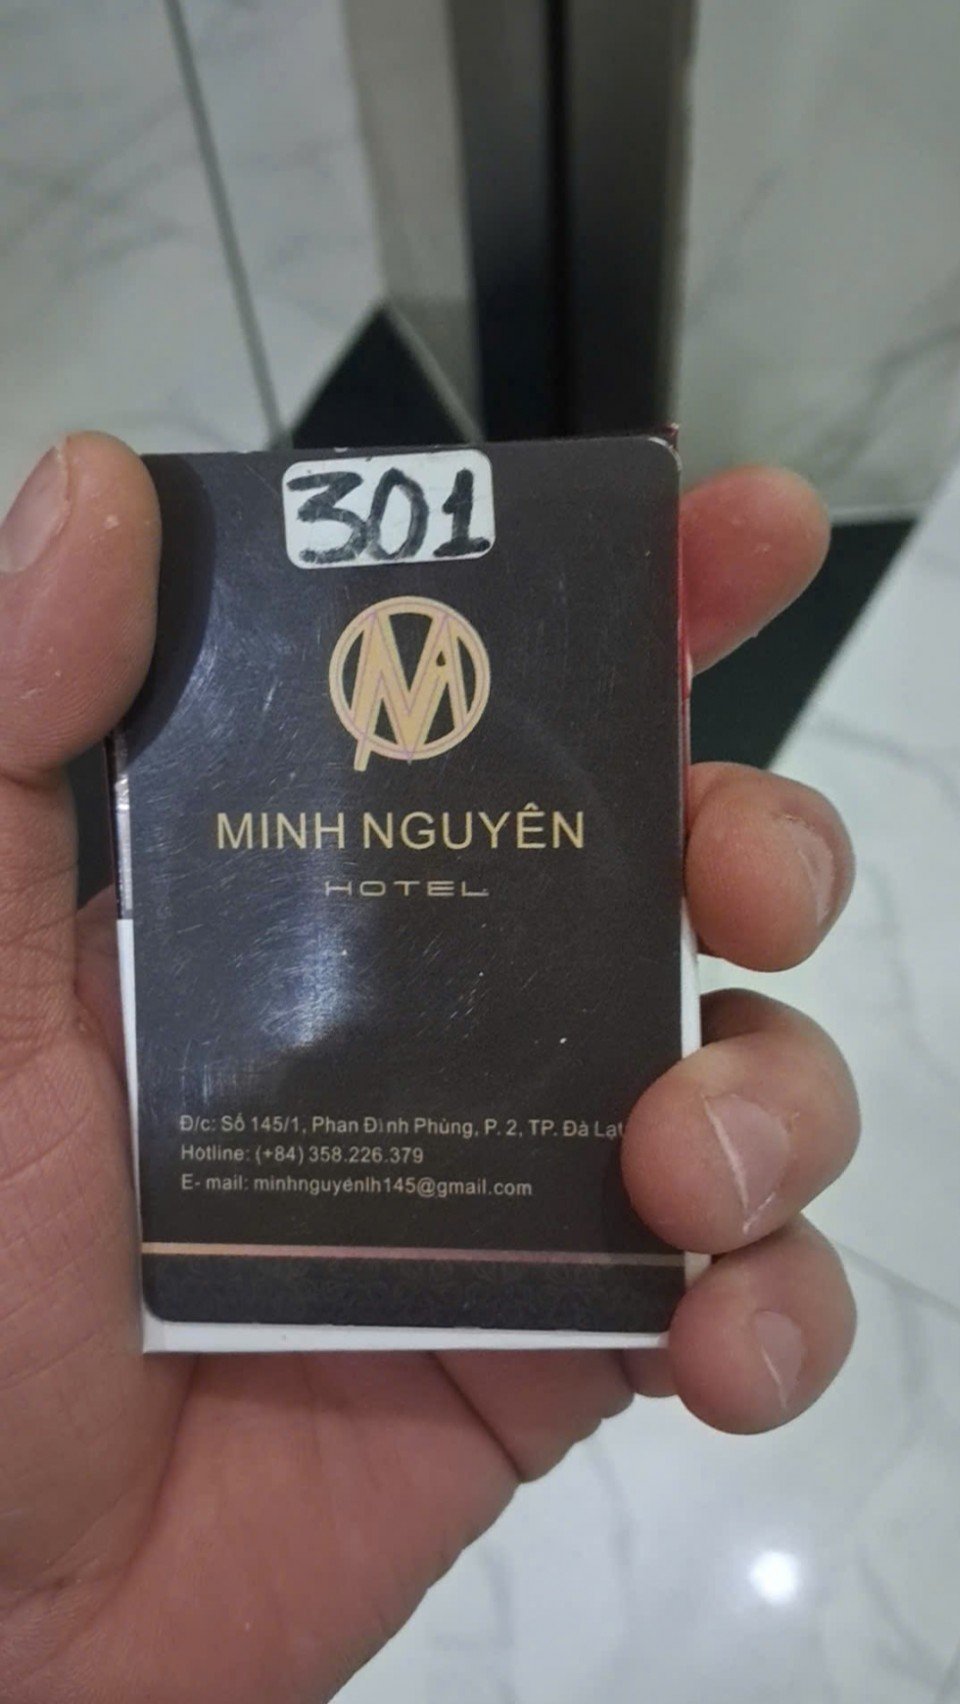 301
MINH NGUYÊN
HOTEL
Đ/c: Số 145/1, Phan Đình Phùng, P. 2, TP. Đà Lạt
Hotline: (+84) 358.226.379
E- mail: minhnguyênlh145@gmail.com